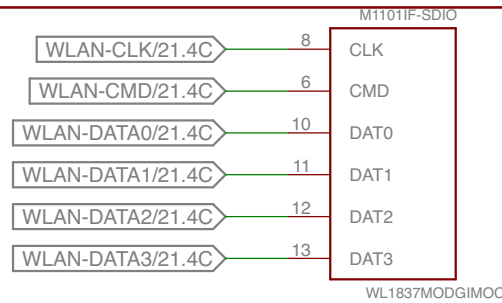 M1101IF-SDIO
WLAN-CLK/21.4C 8 CLK
WLAN-CMD/21.4C 6 CMD
WLAN-DATA0/21.4C 10 DAT0
WLAN-DATA1/21.4C 11 DAT1
WLAN-DATA2/21.4C 12 DAT2
WLAN-DATA3/21.4C 13 DAT3
WL1837MODGIMOC